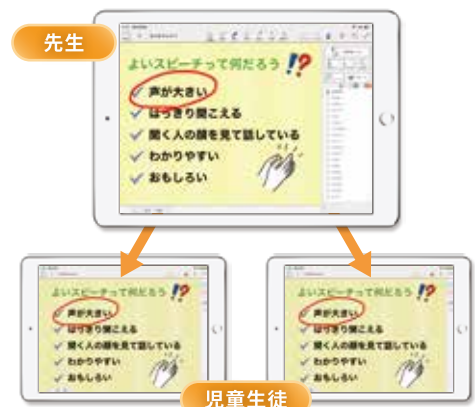 先生
よいスピーチって何だろう !?
声が大きい
はっきり聞こえる
聞く人の顔を見て話している
わかりやすい
おもしろい
よいスピーチって何だろう !?
声が大きい
はっきり聞こえる
聞く人の顔を見て話している
わかりやすい
おもしろい
よいスピーチって何だろう !?
声が大きい
はっきり聞こえる
聞く人の顔を見て話している
わかりやすい
おもしろい
児童生徒